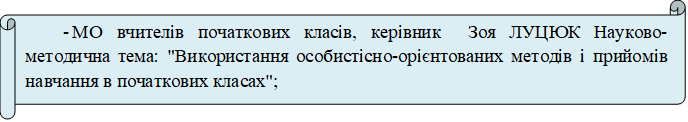 - МО вчителів початкових класів, керівник Зоя ЛУЦЮК Науково-
методична тема: "Використання особистісно-орієнтованих методів і прийомів
навчання в початкових класах";